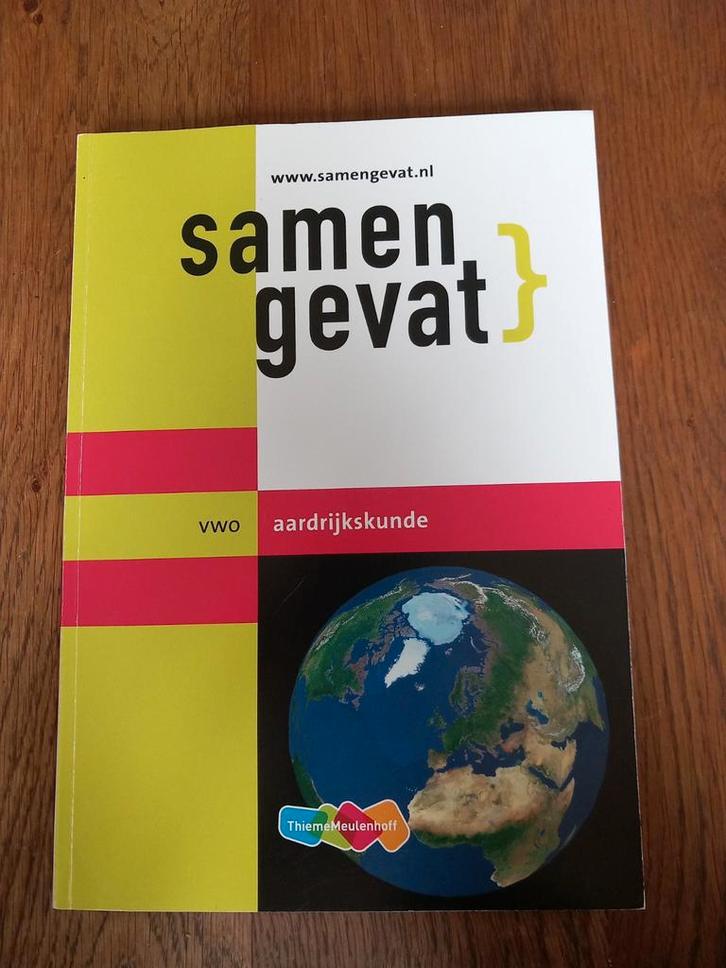 www.samengevat.nl
samen
gevat}
vwo aardrijkskunde
ThiemeMeulenhoff